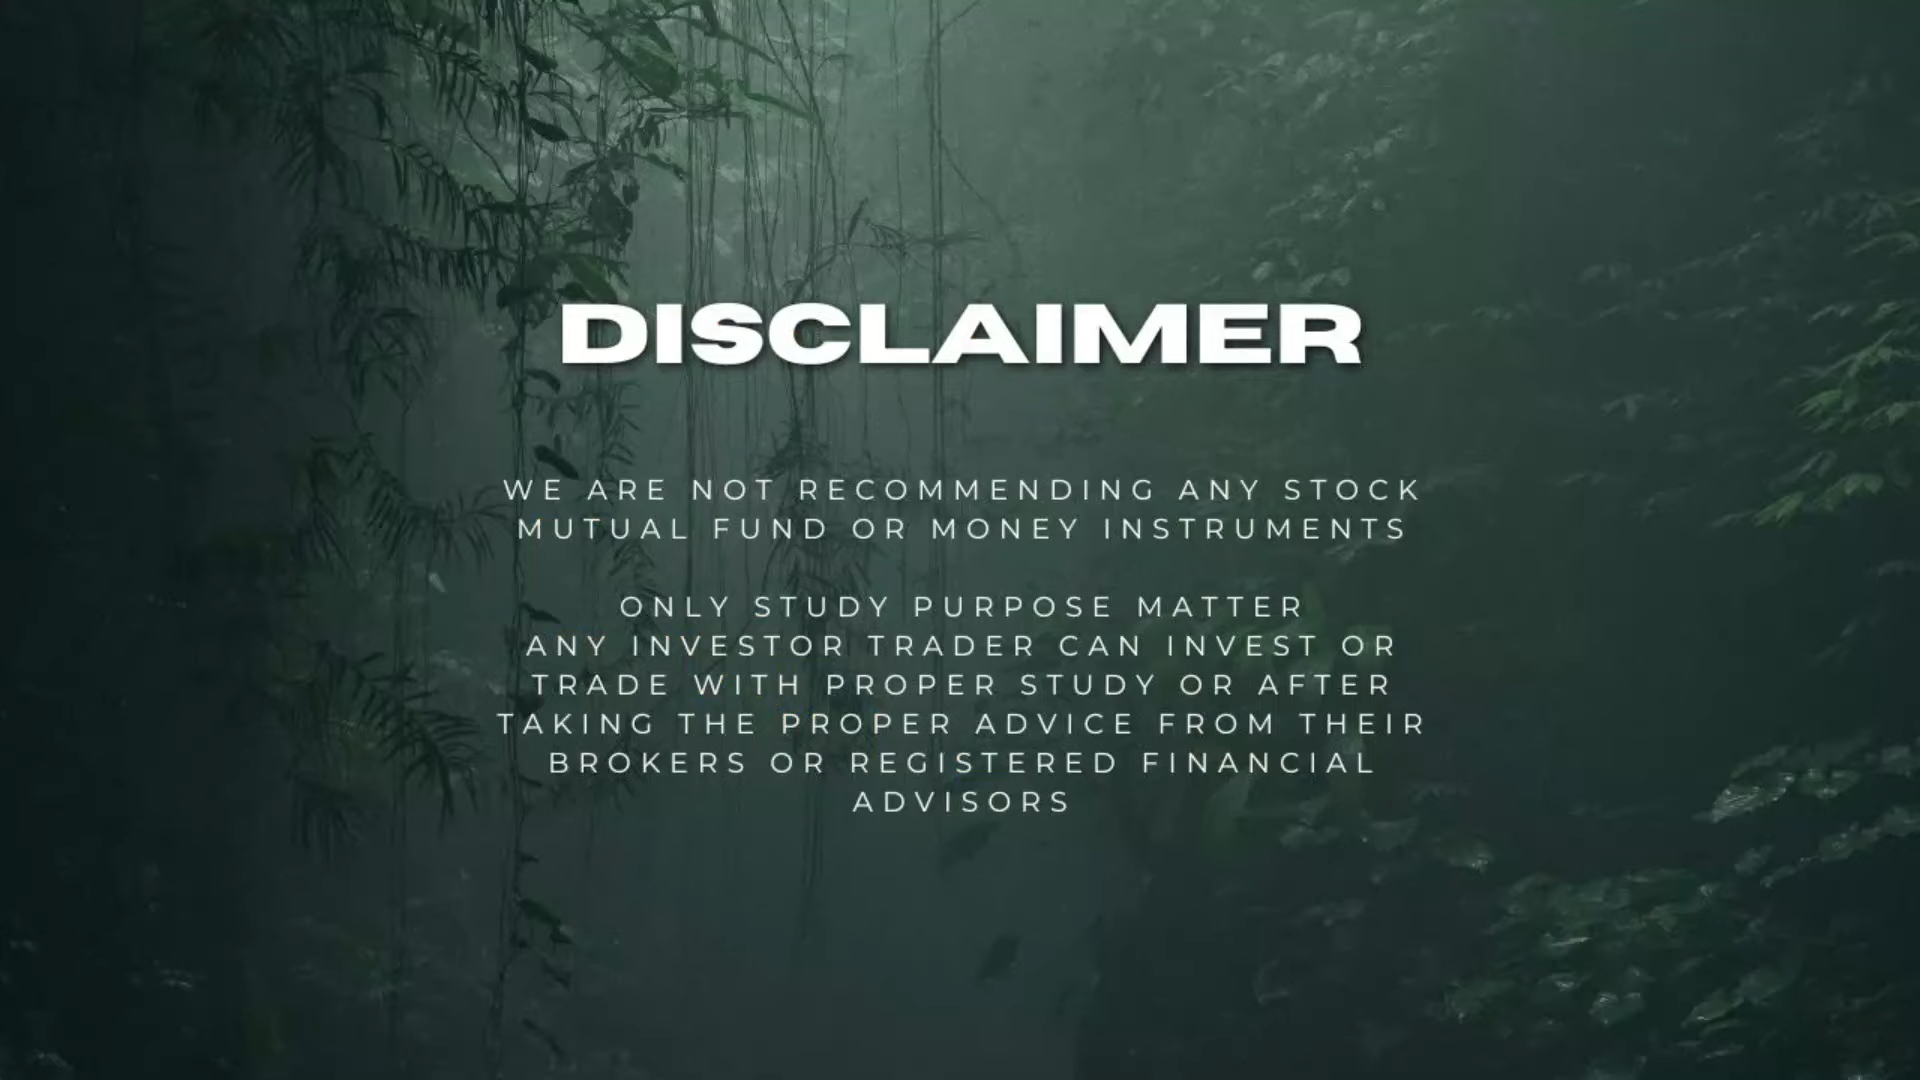 DISCLAIMER
WE ARE NOT RECOMMENDING ANY STOCK
MUTUAL FUND OR MONEY INSTRUMENTS
ONLY STUDY PURPOSE MATTER
ANY INVESTOR TRADER CAN INVEST OR
TRADE WITH PROPER STUDY OR AFTER
TAKING THE PROPER ADVICE FROM THEIR
BROKERS OR REGISTERED FINANCIAL
ADVISORS